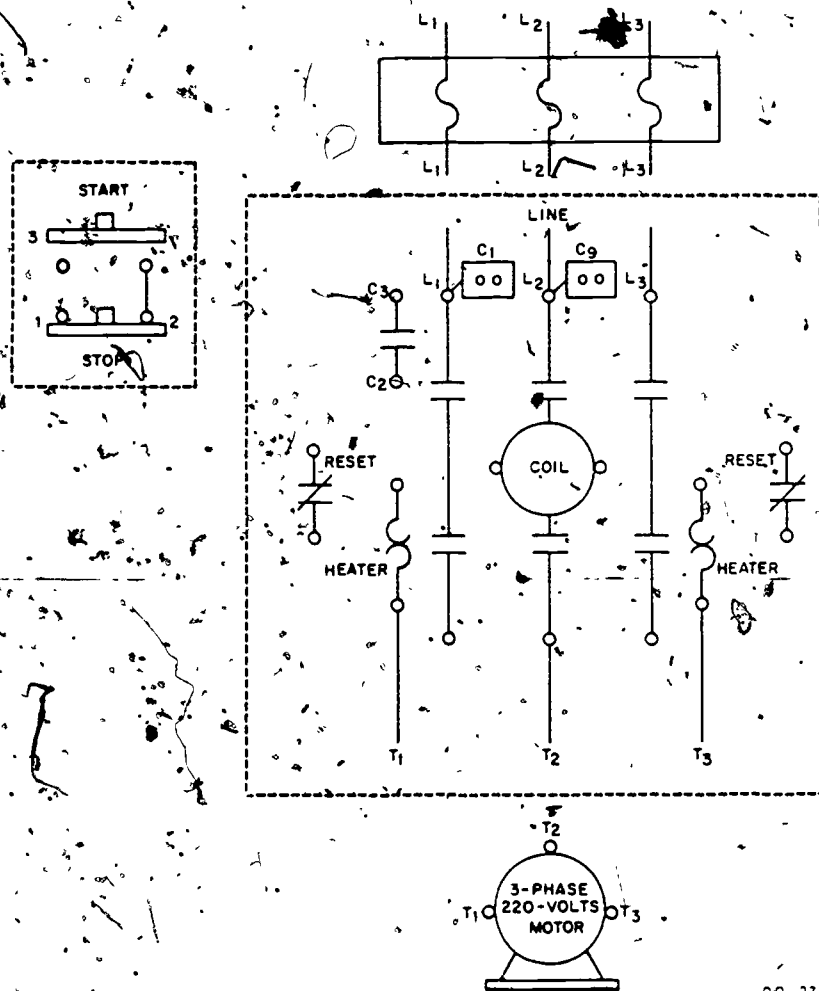 L1 L2 L3
L1 L2 L3
START
3
1 2
STOP
LINE
C1 C9
C3 L1 L2 L3
C2
RESET COIL RESET
HEATER HEATER
T1 T2 T3
T2
3-PHASE
T1 220-VOLTS T3
MOTOR